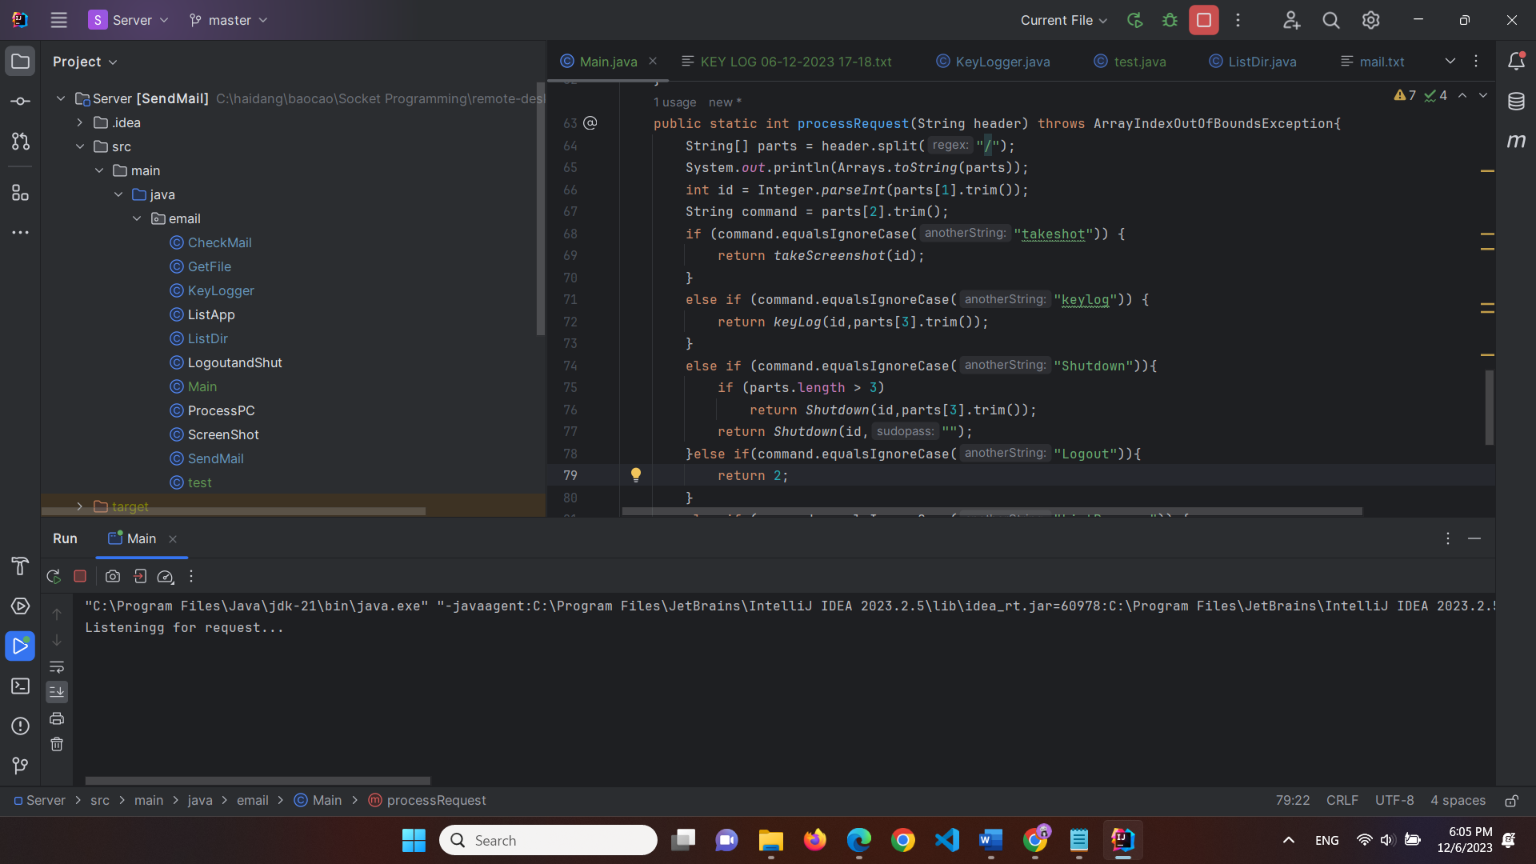 S Server master Current File
Project
Main.java KEY LOG 06-12-2023 17-18.txt KeyLogger.java test.java ListDir.java mail.txt
Server [SendMail] C:\haidang\baocao\Socket Programming\remote-des
.idea
src
main
java
email
CheckMail
GetFile
KeyLogger
ListApp
ListDir
LogoutandShut
Main
ProcessPC
ScreenShot
SendMail
test
target
7 4
1 usage new *
63 @ public static int processRequest(String header) throws ArrayIndexOutOfBoundsException{
64 String[] parts = header.split( regex: "/");
65 System.out.println(Arrays.toString(parts));
66 int id = Integer.parseInt(parts[1].trim());
67 String command = parts[2].trim();
68 if (command.equalsIgnoreCase( anotherString: "takeshot")) {
69 return takeScreenshot(id);
70 }
71 else if (command.equalsIgnoreCase( anotherString: "keylog")) {
72 return keyLog(id,parts[3].trim());
73 }
74 else if (command.equalsIgnoreCase( anotherString: "Shutdown")){
75 if (parts.length > 3)
76 return Shutdown(id,parts[3].trim());
77 return Shutdown(id, sudopass: "");
78 }else if(command.equalsIgnoreCase( anotherString: "Logout")){
79 return 2;
80 }
m
Run Main
"C:\Program Files\Java\jdk-21\bin\java.exe" "-javaagent:C:\Program Files\JetBrains\IntelliJ IDEA 2023.2.5\lib\idea_rt.jar=60978:C:\Program Files\JetBrains\IntelliJ IDEA 2023.2.5
Listeningg for request...
Server > src > main > java > email > Main > processRequest 79:22 CRLF UTF-8 4 spaces
Search ENG 6:05 PM
12/6/2023